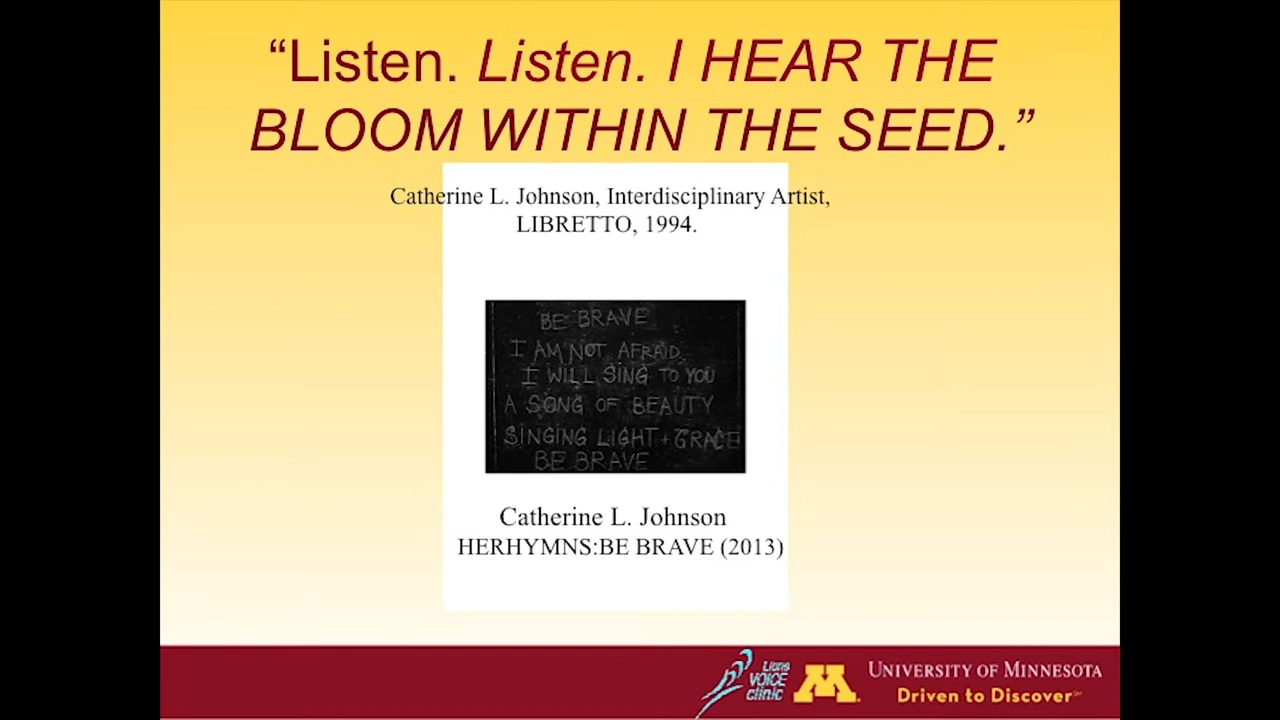 “Listen. Listen. I HEAR THE
BLOOM WITHIN THE SEED.”
Catherine L. Johnson, Interdisciplinary Artist,
LIBRETTO, 1994.
BE BRAVE
I AM NOT AFRAID.
I WILL SING TO YOU
A SONG OF BEAUTY
SINGING LIGHT + GRACE
BE BRAVE
Catherine L. Johnson
HERHYMNS:BE BRAVE (2013)
Lions
VOICE
clinic
M
UNIVERSITY OF MINNESOTA
Driven to Discover℠